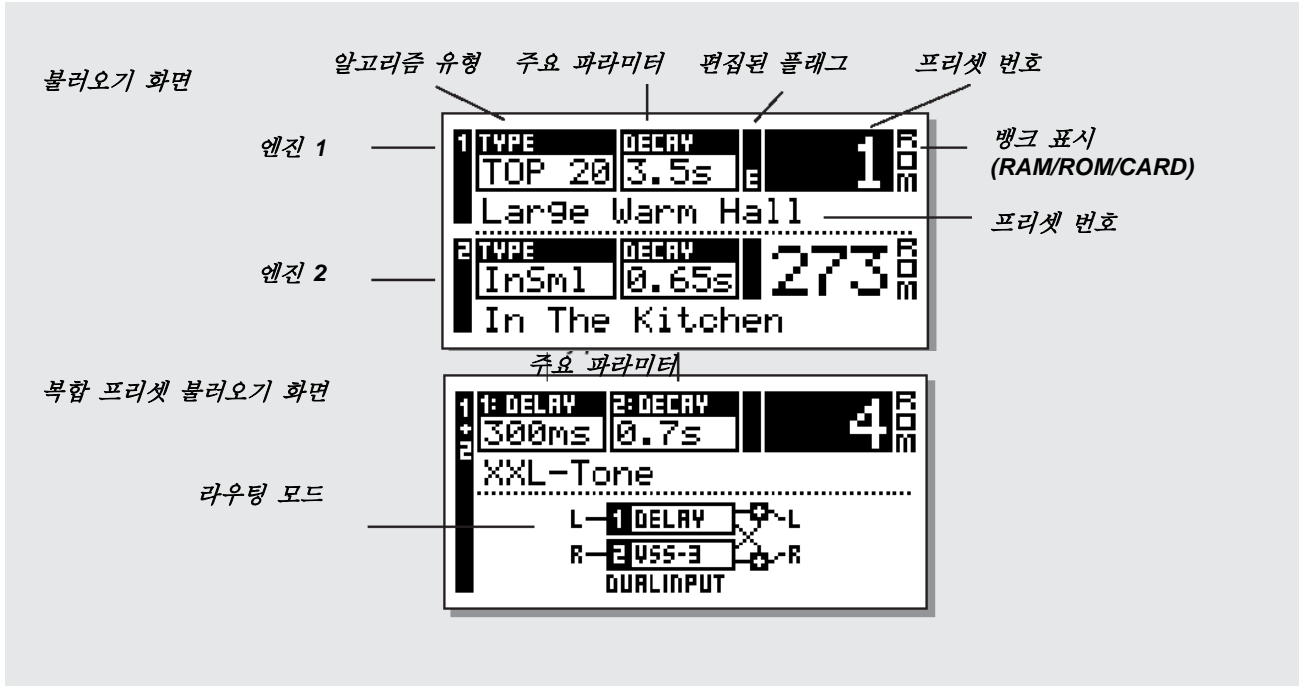 불러오기 화면
알고리즘 유형
주요 파라미터
편집된 플래그
프리셋 번호
엔진 1
1
TYPE
DECAY
TOP 20
3.5s
E
1
ROM
뱅크 표시
(RAM/ROM/CARD)
Large Warm Hall
프리셋 번호
엔진 2
2
TYPE
DECAY
InSml
0.65s
273
ROM
In The Kitchen
주요 파라미터
복합 프리셋 불러오기 화면
1+2
1: DELAY
2: DECAY
300ms
0.7s
4
ROM
XXL-Tone
라우팅 모드
L
1 DELAY
L
R
2 VSS-3
R
DUALINPUT